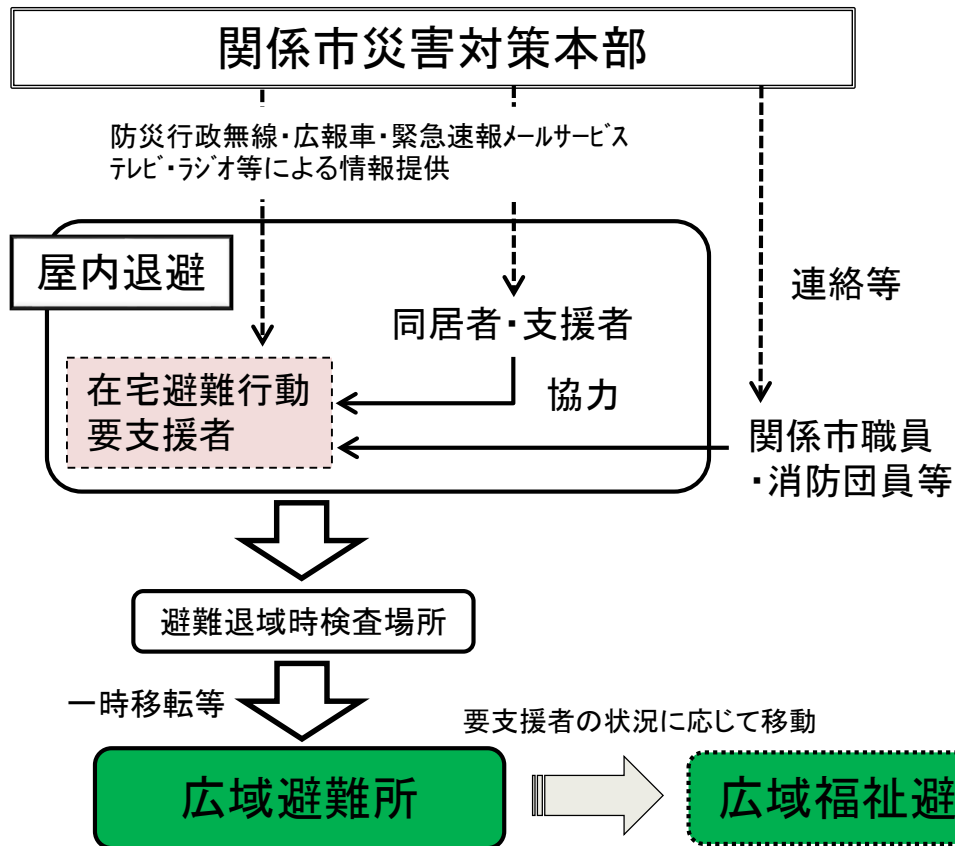 関係市災害対策本部
防災行政無線・広報車・緊急速報メールサービス
テレビ・ラジオ等による情報提供
屋内退避
連絡等
同居者・支援者
在宅避難行動
要支援者
協力
関係市職員
・消防団員等
避難退域時検査場所
一時移転等
要支援者の状況に応じて移動
広域避難所
広域福祉避